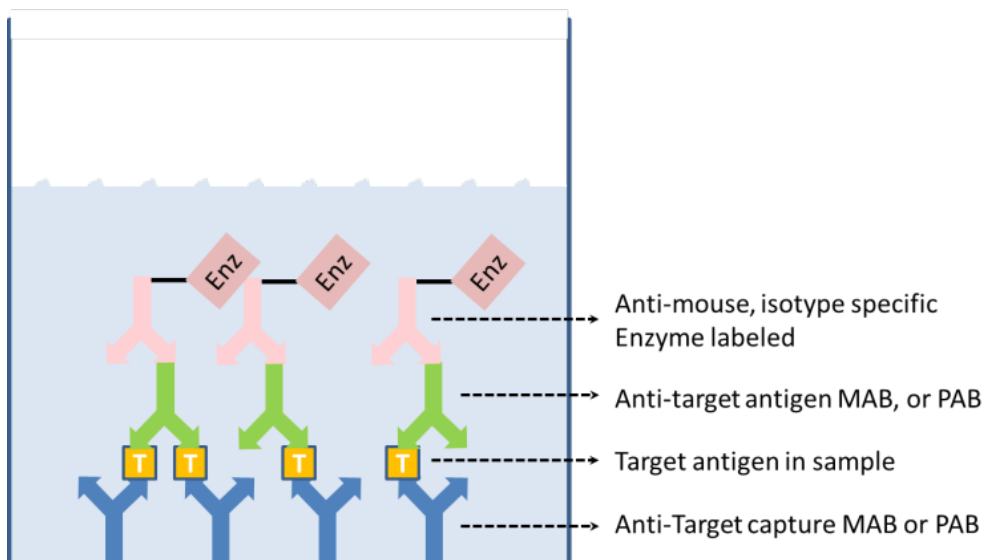 Enz
Enz
Enz
Anti-mouse, isotype specific
Enzyme labeled
Anti-target antigen MAB, or PAB
T
T
T
T
Target antigen in sample
Anti-Target capture MAB or PAB